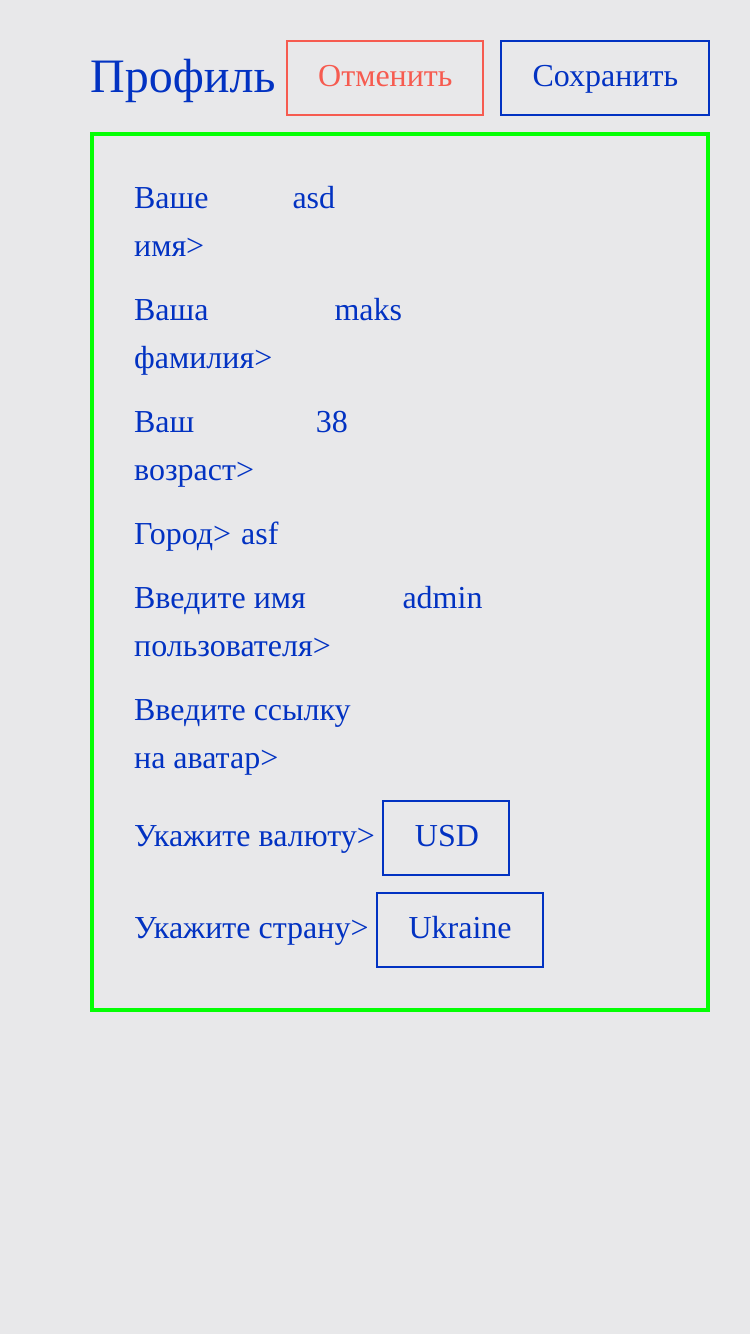 Профиль Отменить Сохранить
Ваше asd
имя>
Ваша maks
фамилия>
Ваш 38
возраст>
Город> asf
Введите имя admin
пользователя>
Введите ссылку
на аватар>
Укажите валюту> USD
Укажите страну> Ukraine